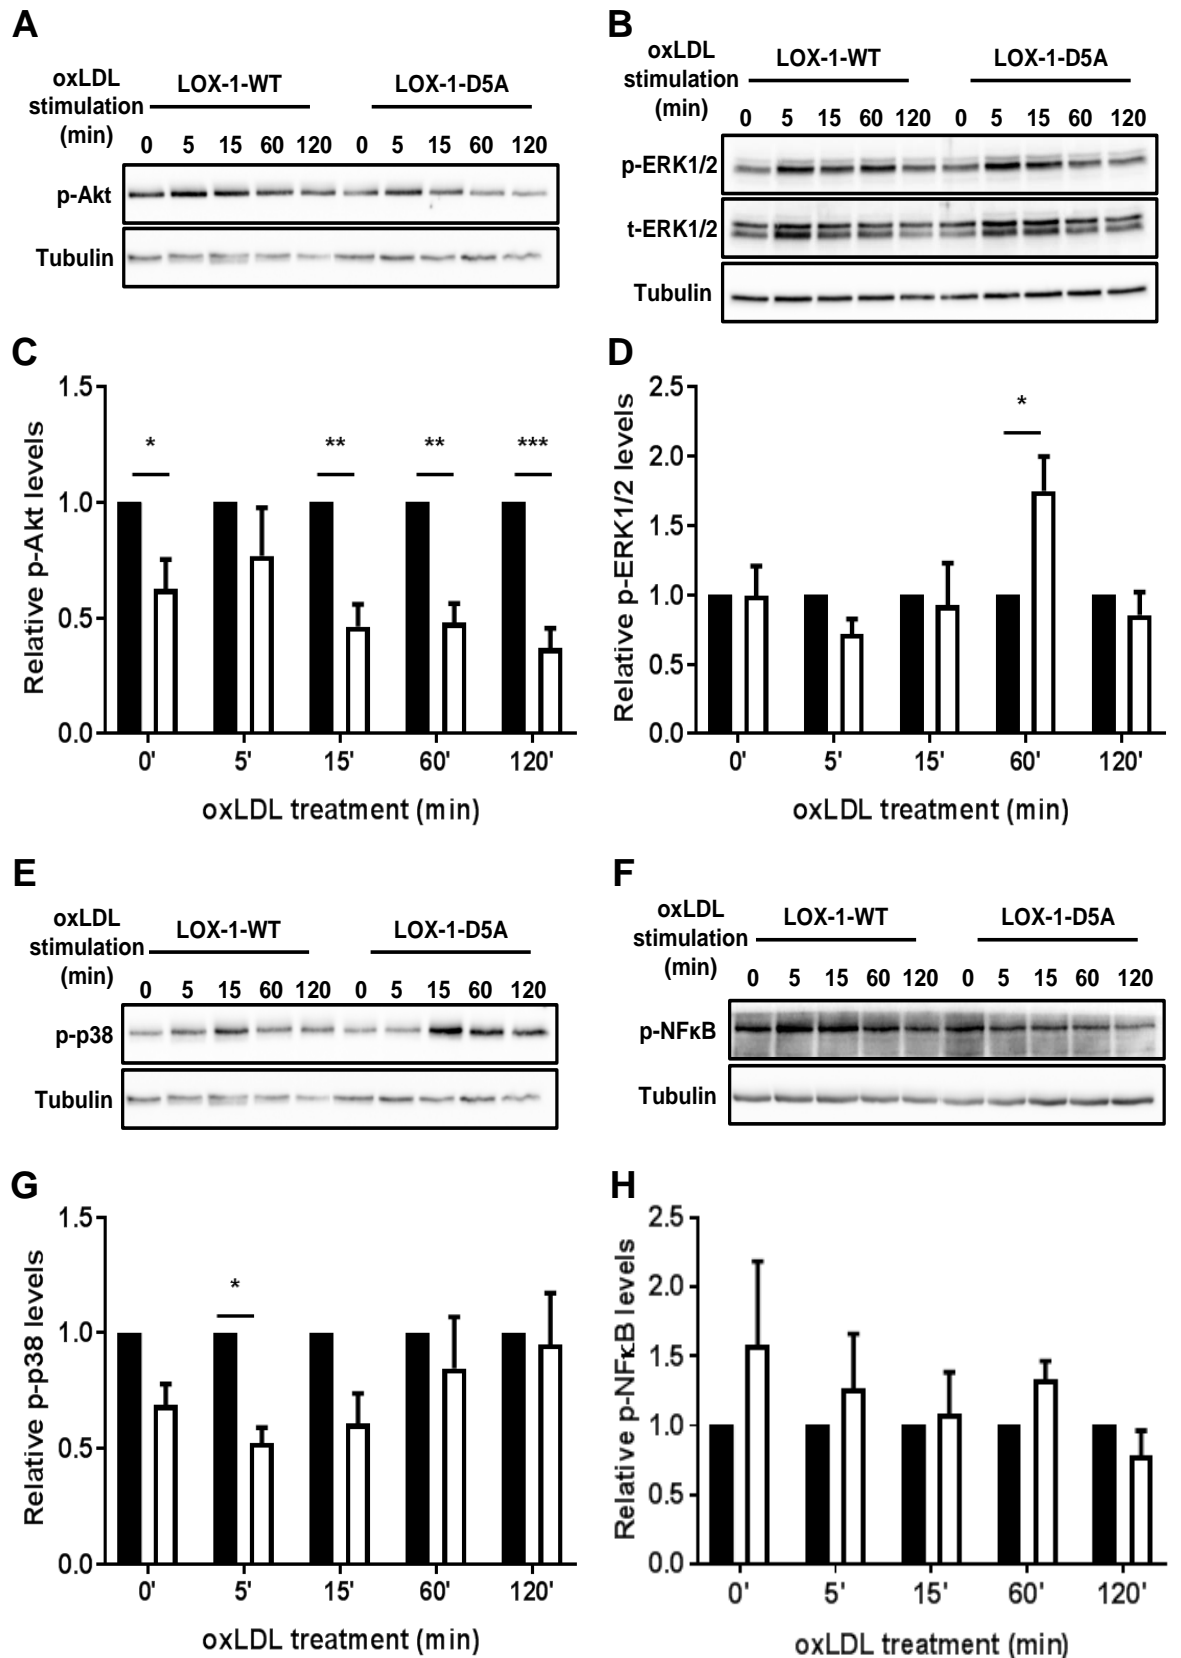 A
oxLDL
stimulation
(min)
LOX-1-WT
LOX-1-D5A
0 5 15 60 120 0 5 15 60 120
p-Akt
Tubulin
B
oxLDL
stimulation
(min)
LOX-1-WT
LOX-1-D5A
0 5 15 60 120 0 5 15 60 120
p-ERK1/2
t-ERK1/2
Tubulin
C
Relative p-Akt levels
1.5
1.0
0.5
0.0
* ** ** ***
0' 5' 15' 60' 120'
oxLDL treatment (min)
D
Relative p-ERK1/2 levels
2.5
2.0
1.5
1.0
0.5
0.0
*
0' 5' 15' 60' 120'
oxLDL treatment (min)
E
oxLDL
stimulation
(min)
LOX-1-WT
LOX-1-D5A
0 5 15 60 120 0 5 15 60 120
p-p38
Tubulin
F
oxLDL
stimulation
(min)
LOX-1-WT
LOX-1-D5A
0 5 15 60 120 0 5 15 60 120
p-NFκB
Tubulin
G
Relative p-p38 levels
1.5
1.0
0.5
0.0
*
0' 5' 15' 60' 120'
oxLDL treatment (min)
H
Relative p-NFκB levels
2.5
2.0
1.5
1.0
0.5
0.0
0' 5' 15' 60' 120'
oxLDL treatment (min)